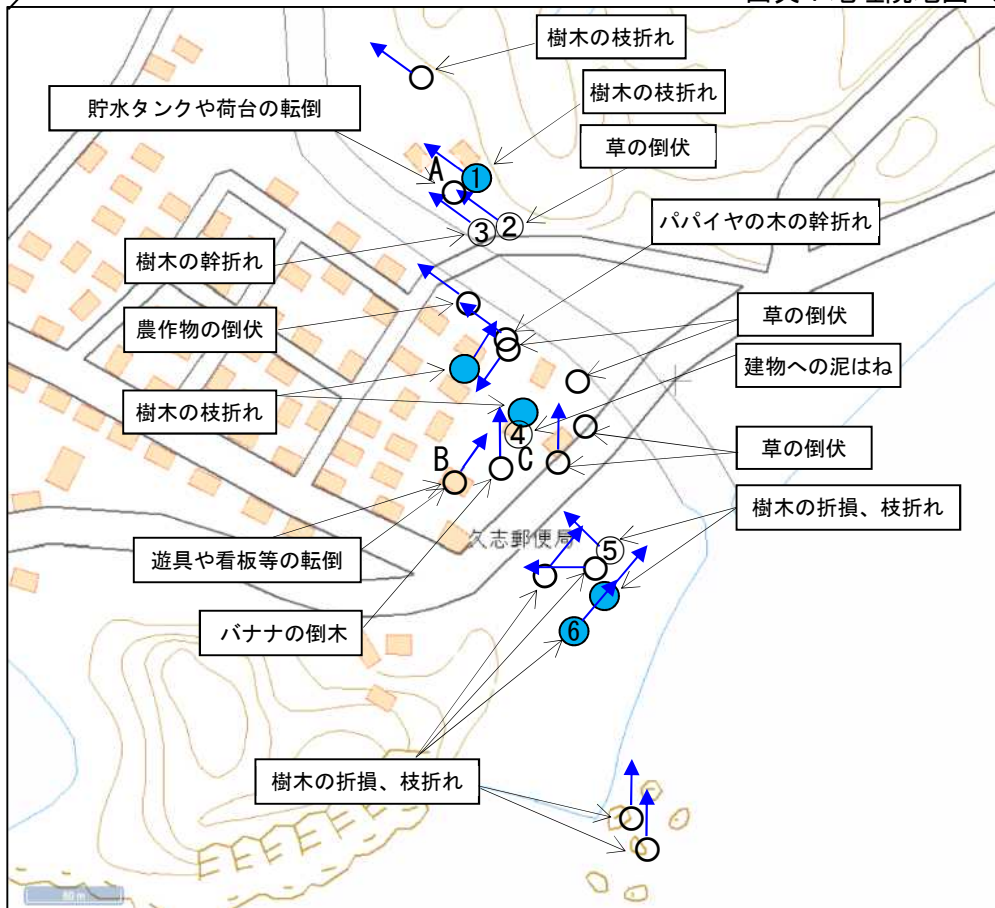 樹木の枝折れ
樹木の枝折れ
貯水タンクや荷台の転倒
草の倒伏
A
1
2
3
パパイヤの木の幹折れ
樹木の幹折れ
農作物の倒伏
草の倒伏
建物への泥はね
樹木の枝折れ
4
B
C
草の倒伏
樹木の折損、枝折れ
久志郵便局
5
遊具や看板等の転倒
バナナの倒木
6
樹木の折損、枝折れ
80 m